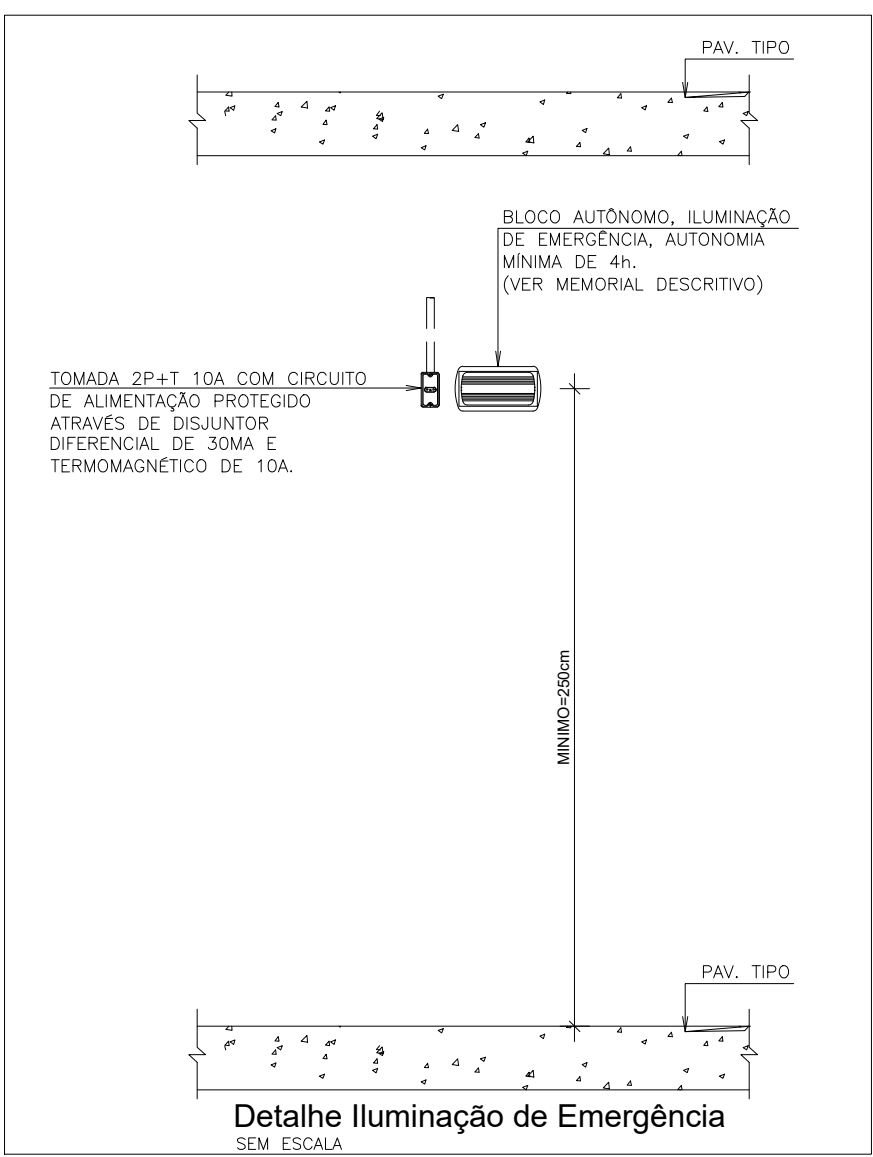 PAV. TIPO
BLOCO AUTÔNOMO, ILUMINAÇÃO
DE EMERGÊNCIA, AUTONOMIA
MÍNIMA DE 4h.
(VER MEMORIAL DESCRITIVO)
TOMADA 2P+T 10A COM CIRCUITO
DE ALIMENTAÇÃO PROTEGIDO
ATRAVÉS DE DISJUNTOR
DIFERENCIAL DE 30MA E
TERMOMAGNÉTICO DE 10A.
MINIMO=250cm
PAV. TIPO
Detalhe Iluminação de Emergência
SEM ESCALA